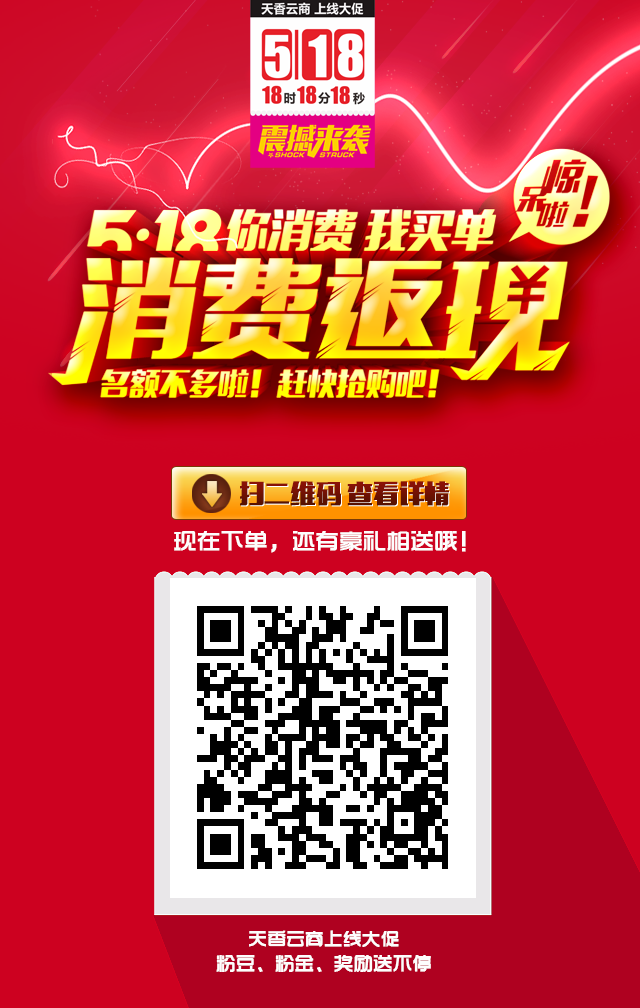 天香云商 上线大促
5 18
18时18分18秒
震撼来袭
SHOCK STRUCK
惊呆啦!
5·18你消费 我买单
消费返现
名额不多啦! 赶快抢购吧!
扫二维码 查看详情
现在下单，还有豪礼相送哦!
天香云商上线大促
粉豆、粉金、奖励送不停